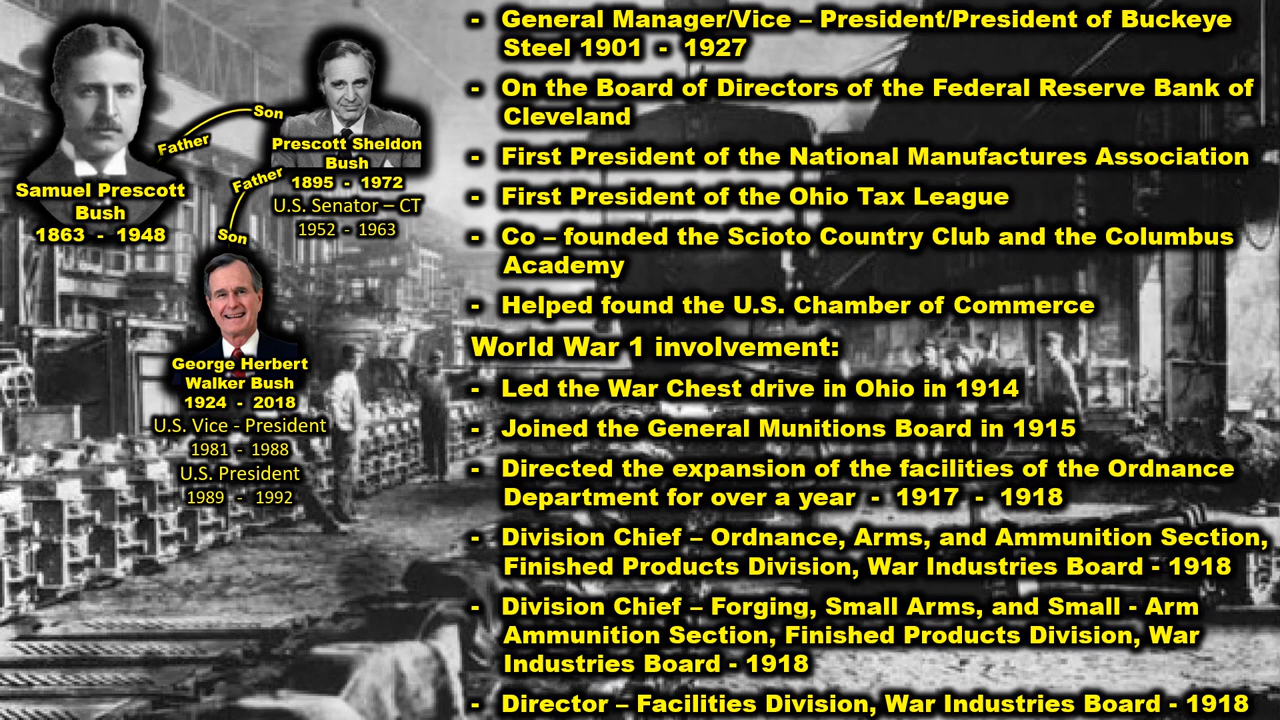 Son
Father
Samuel Prescott
Bush
1863 - 1948
Prescott Sheldon
Bush
1895 - 1972
U.S. Senator – CT
1952 - 1963
Father
Son
George Herbert
Walker Bush
1924 - 2018
U.S. Vice - President
1981 - 1988
U.S. President
1989 - 1992
- General Manager/Vice – President/President of Buckeye
Steel 1901 - 1927
- On the Board of Directors of the Federal Reserve Bank of
Cleveland
- First President of the National Manufactures Association
- First President of the Ohio Tax League
- Co – founded the Scioto Country Club and the Columbus
Academy
- Helped found the U.S. Chamber of Commerce
World War 1 involvement:
- Led the War Chest drive in Ohio in 1914
- Joined the General Munitions Board in 1915
- Directed the expansion of the facilities of the Ordnance
Department for over a year - 1917 - 1918
- Division Chief – Ordnance, Arms, and Ammunition Section,
Finished Products Division, War Industries Board - 1918
- Division Chief – Forging, Small Arms, and Small - Arm
Ammunition Section, Finished Products Division, War
Industries Board - 1918
- Director – Facilities Division, War Industries Board - 1918